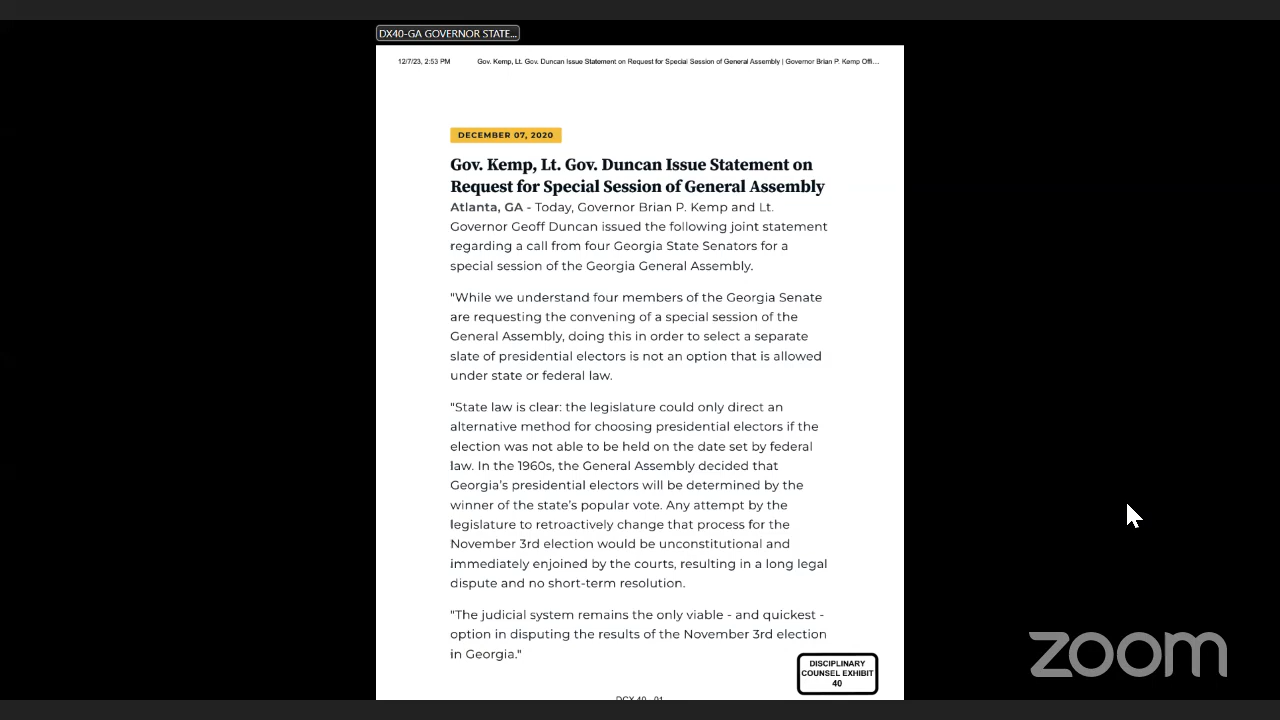 DX40-GA GOVERNOR STATE...
12/7/23, 2:53 PM
Gov. Kemp, Lt. Gov. Duncan Issue Statement on Request for Special Session of General Assembly | Governor Brian P. Kemp Offi...
DECEMBER 07, 2020
Gov. Kemp, Lt. Gov. Duncan Issue Statement on
Request for Special Session of General Assembly
Atlanta, GA - Today, Governor Brian P. Kemp and Lt.
Governor Geoff Duncan issued the following joint statement
regarding a call from four Georgia State Senators for a
special session of the Georgia General Assembly.
"While we understand four members of the Georgia Senate
are requesting the convening of a special session of the
General Assembly, doing this in order to select a separate
slate of presidential electors is not an option that is allowed
under state or federal law.
"State law is clear: the legislature could only direct an
alternative method for choosing presidential electors if the
election was not able to be held on the date set by federal
law. In the 1960s, the General Assembly decided that
Georgia's presidential electors will be determined by the
winner of the state's popular vote. Any attempt by the
legislature to retroactively change that process for the
November 3rd election would be unconstitutional and
immediately enjoined by the courts, resulting in a long legal
dispute and no short-term resolution.
"The judicial system remains the only viable - and quickest -
option in disputing the results of the November 3rd election
in Georgia."
DISCIPLINARY
COUNSEL EXHIBIT
40
zoom